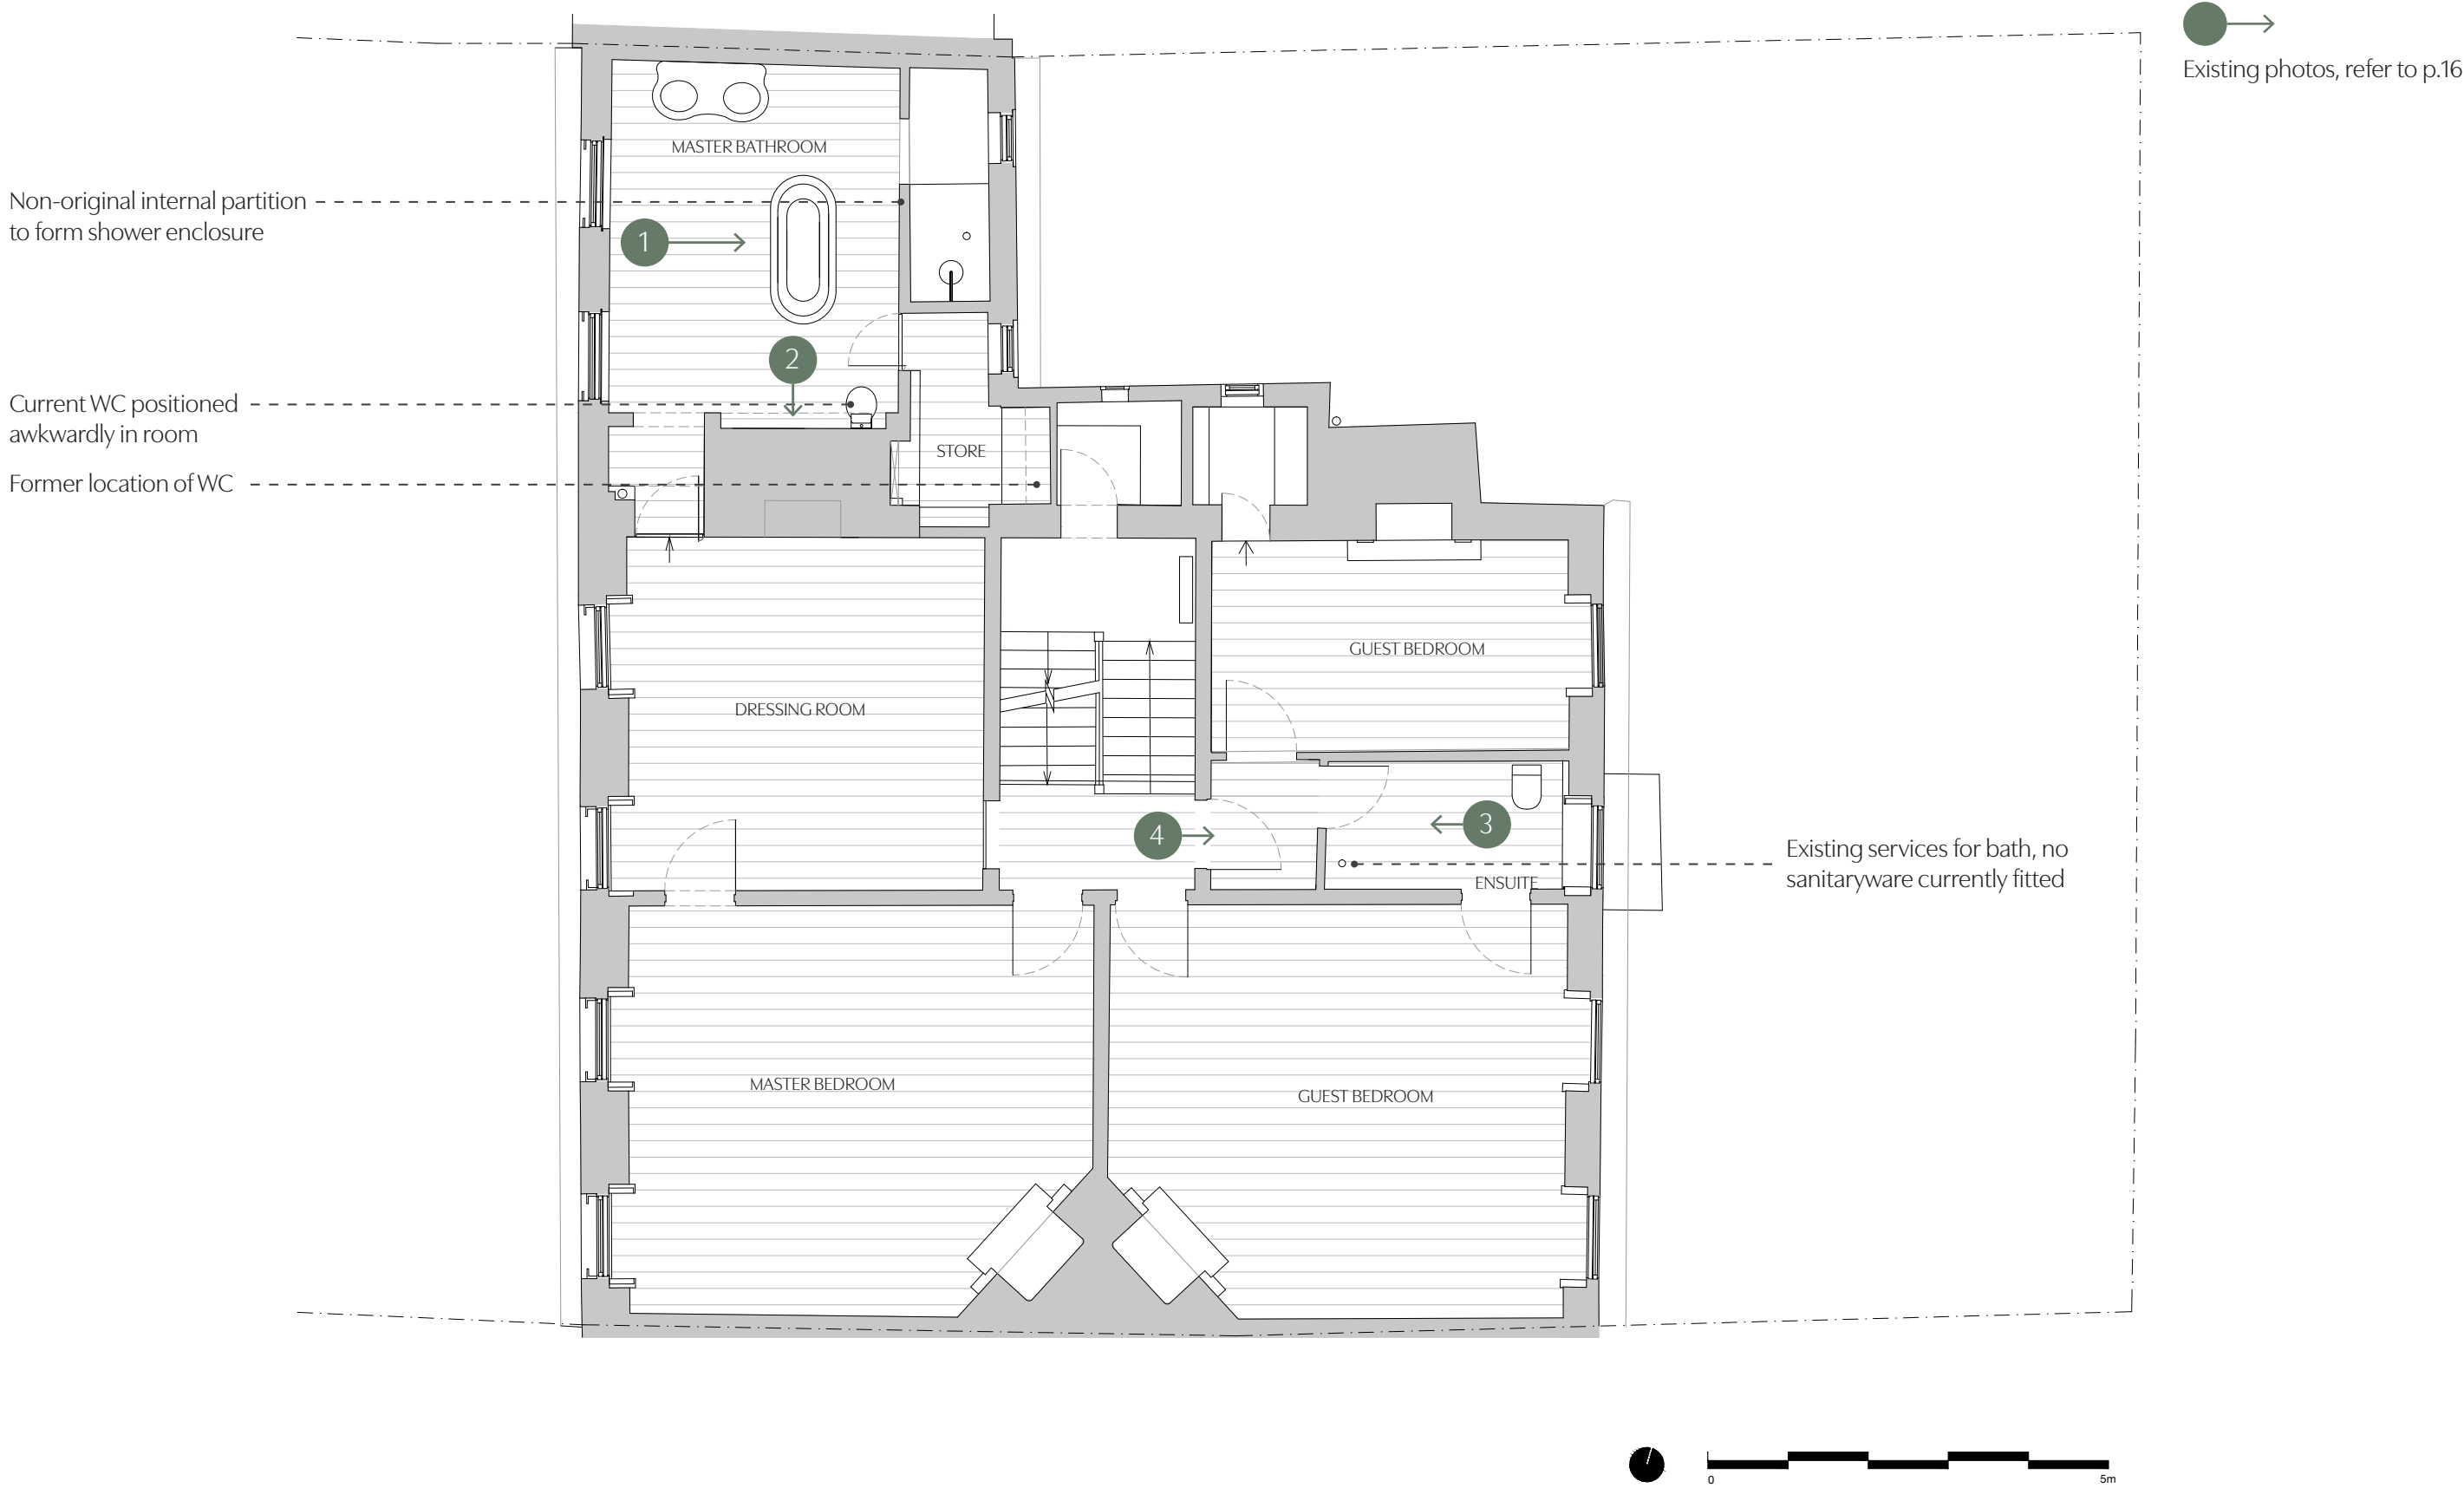 Existing photos, refer to p.16
MASTER BATHROOM
Non-original internal partition
to form shower enclosure
1
2
Current WC positioned
awkwardly in room
STORE
Former location of WC
GUEST BEDROOM
DRESSING ROOM
4
3
Existing services for bath, no
sanitaryware currently fitted
ENSUITE
MASTER BEDROOM
GUEST BEDROOM
0
5m